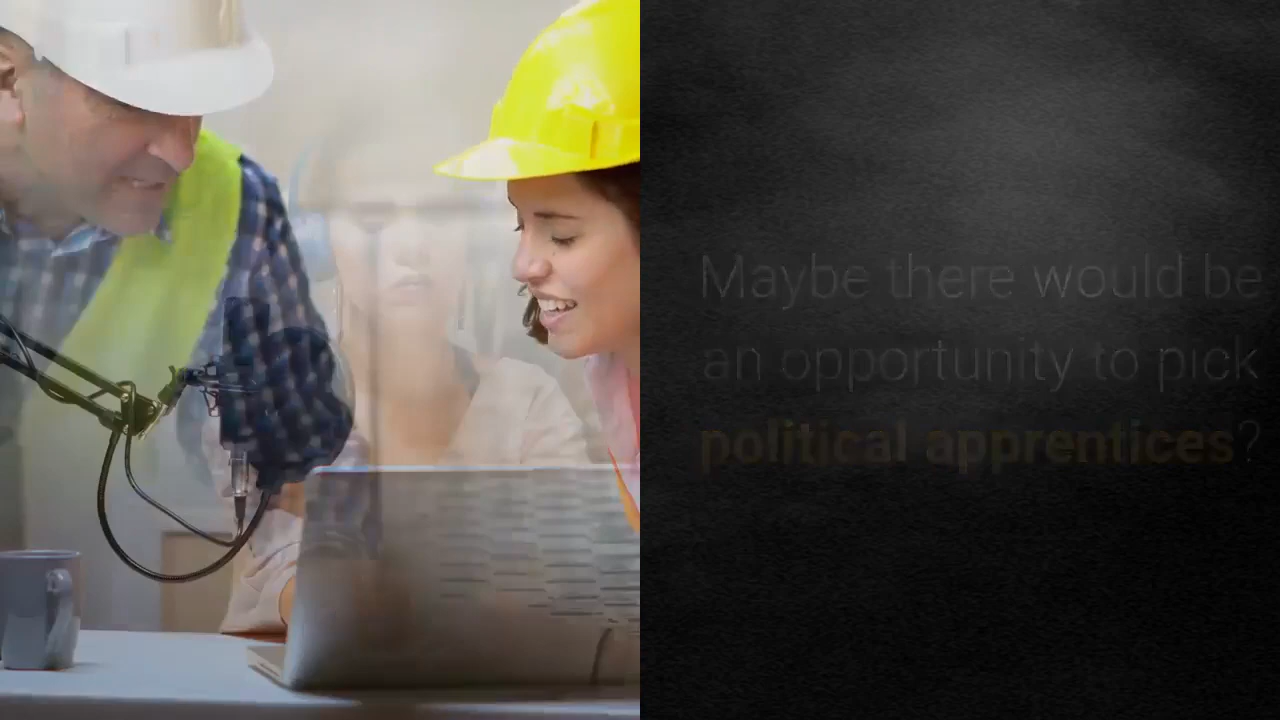 Maybe there would be
an opportunity to pick
political apprentices?